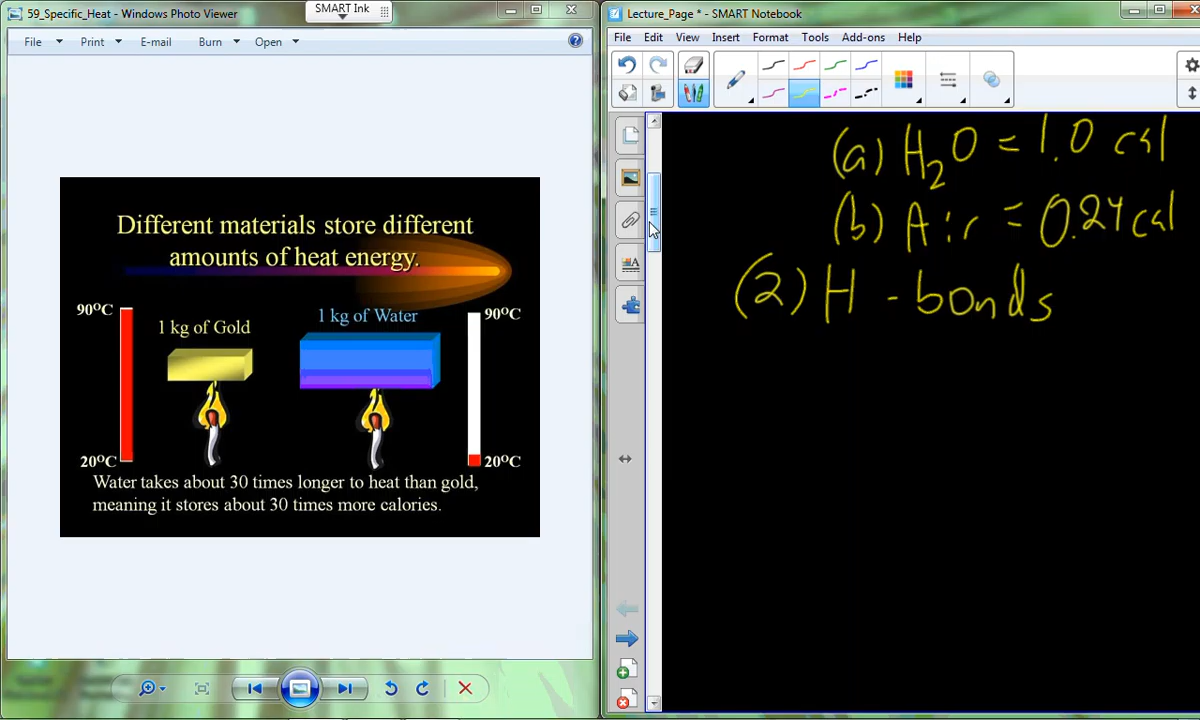 59_Specific_Heat - Windows Photo Viewer
SMART Ink
File Print E-mail Burn Open
Different materials store different
amounts of heat energy.
90°C
1 kg of Gold
1 kg of Water
90°C
20°C
20°C
Water takes about 30 times longer to heat than gold,
meaning it stores about 30 times more calories.
Lecture_Page * - SMART Notebook
File Edit View Insert Format Tools Add-ons Help
(a) H2O = 1.0 cal
(b) Air = 0.24 cal
(2) H - bonds